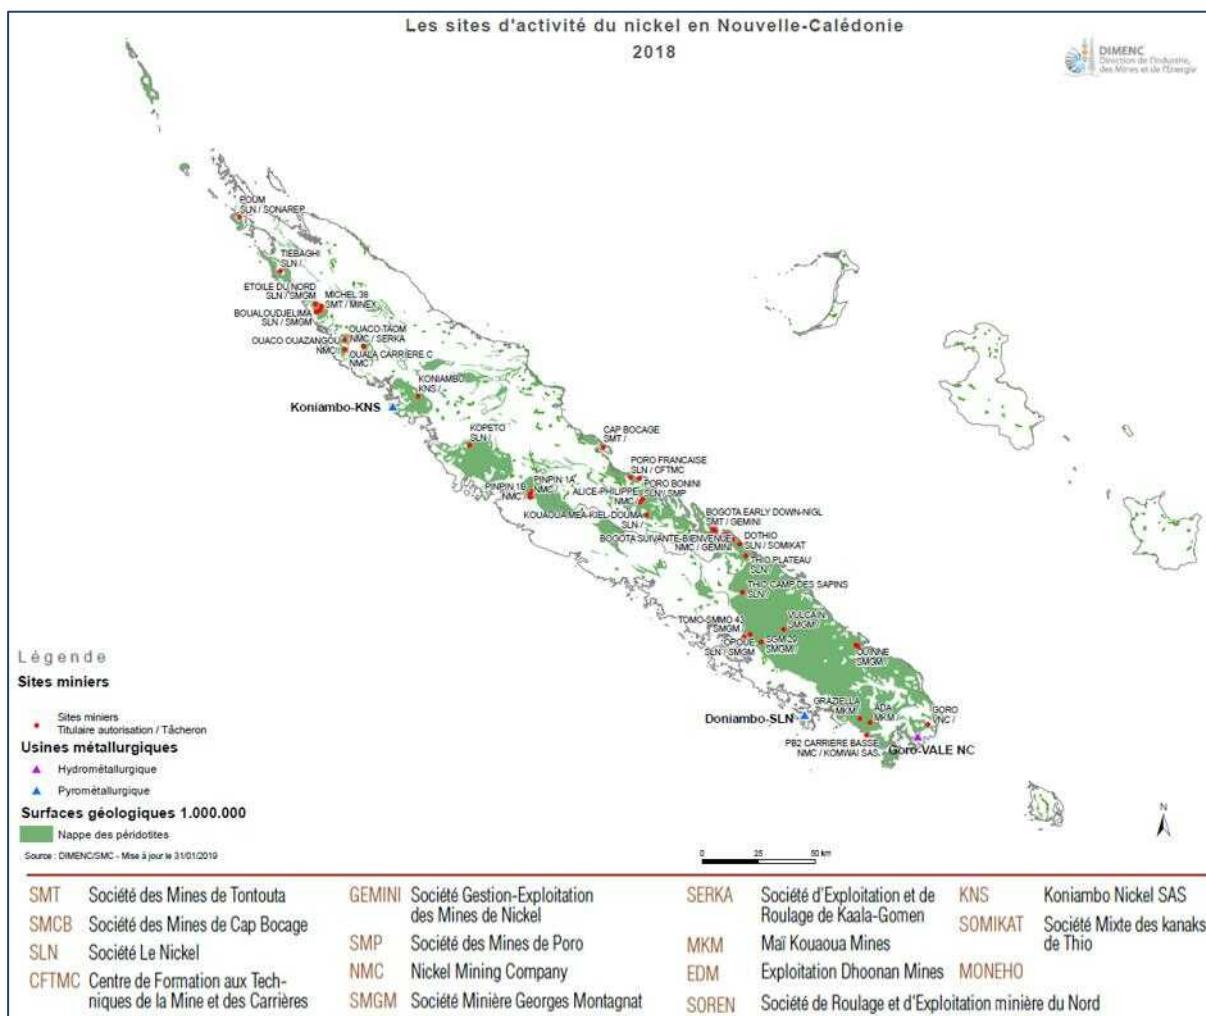 Les sites d'activité du nickel en Nouvelle-Calédonie
2018
DIMENC
Direction de l'Industrie,
des Mines et de l'Energie
POUM
SLN / SONAREP
TIEBAGHI
SLN /
ETOILE DU NORD
SLN / SMGM
MICHEL 38
SMT / MINEX
BOUALOUDJELIMA
SLN / SMGM
OUACO-TAOM
NMC / SERKA
OUACO OUAZANGOU
NMC
OUALA CARRIERE C
NMC /
KONIAMBO
KNS /
Koniambo-KNS
KOPETO
SLN /
CAP BOCAGE
SMT /
PORO FRANCAISE
SLN / CFTMC
PINPIN 1A
NMC /
PINPIN 1B
NMC
PORO BONINI
SLN / SMP
ALICE-PHILIPPE
NMC /
KOUAOUA MEA-KIEL-DOUMA
SLN /
BOGOTA EARLY DOWN-NIGL
SMT / GEMINI
BOGOTA SUIVANTE-BIENVENUE
NMC / GEMINI
DOTHIO
SLN / SOMIKAT
THIO PLATEAU
SLN /
THIO CAMP DES SAPINS
SLN /
TOMO-SMMO 43
SMGM
VULCAIN
SMGM /
OPOUE
SLN / SMGM
SGM 29
SMGM /
OUINNE
SMGM /
GRAZIELLA
MKM /
ADA
MKM /
GORO
VNC /
Doniambo-SLN
PB2 CARRIERE BASSE
NMC / KOMWAI SAS
Goro-VALE NC
Légende
Sites miniers
Sites miniers
Titulaire autorisation / Tâcheron
Usines métallurgiques
Hydrométallurgique
Pyrométallurgique
Surfaces géologiques 1.000.000
Nappe des péridotites
Source : DIMENC/SMC - Mise à jour le 31/01/2019
0 25 50 km
N
SMT Société des Mines de Tontouta
SMCB Société des Mines de Cap Bocage
SLN Société Le Nickel
CFTMC Centre de Formation aux Tech-
niques de la Mine et des Carrières
GEMINI Société Gestion-Exploitation
des Mines de Nickel
SMP Société des Mines de Poro
NMC Nickel Mining Company
SMGM Société Minière Georges Montagnat
SERKA Société d'Exploitation et de
Roulage de Kaala-Gomen
MKM Maï Kouaoua Mines
EDM Exploitation Dhoonan Mines
SOREN Société de Roulage et d'Exploitation minière du Nord
KNS Koniambo Nickel SAS
SOMIKAT Société Mixte des kanaks
de Thio
MONEHO